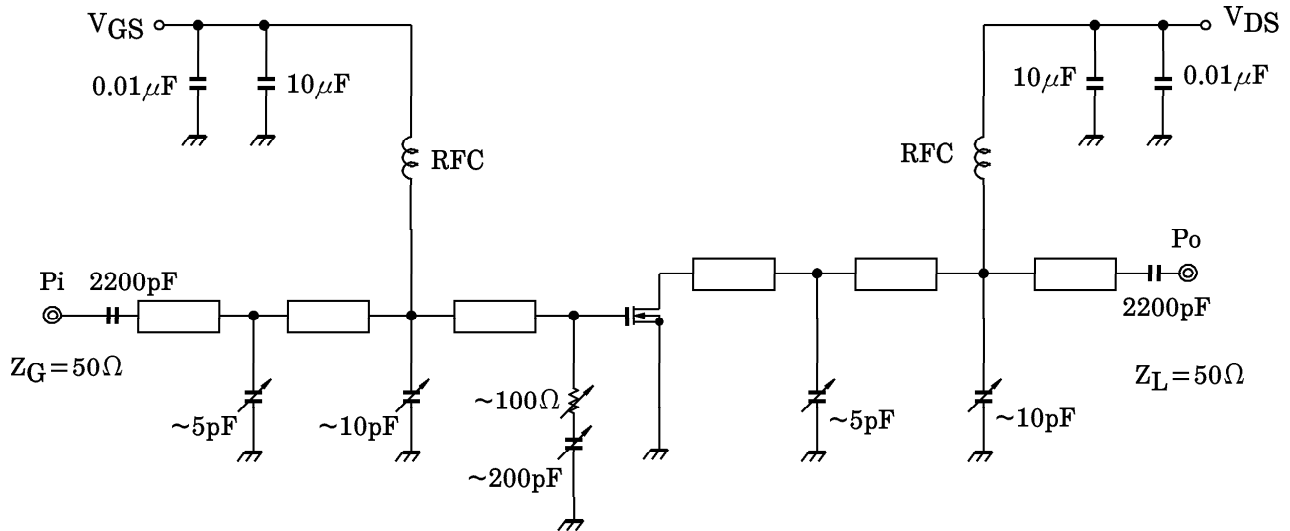 VGS
VDS
0.01μF
10μF
10μF
0.01μF
RFC
RFC
Pi
2200pF
Po
2200pF
ZG=50Ω
ZL=50Ω
~5pF
~10pF
~100Ω
~200pF
~5pF
~10pF